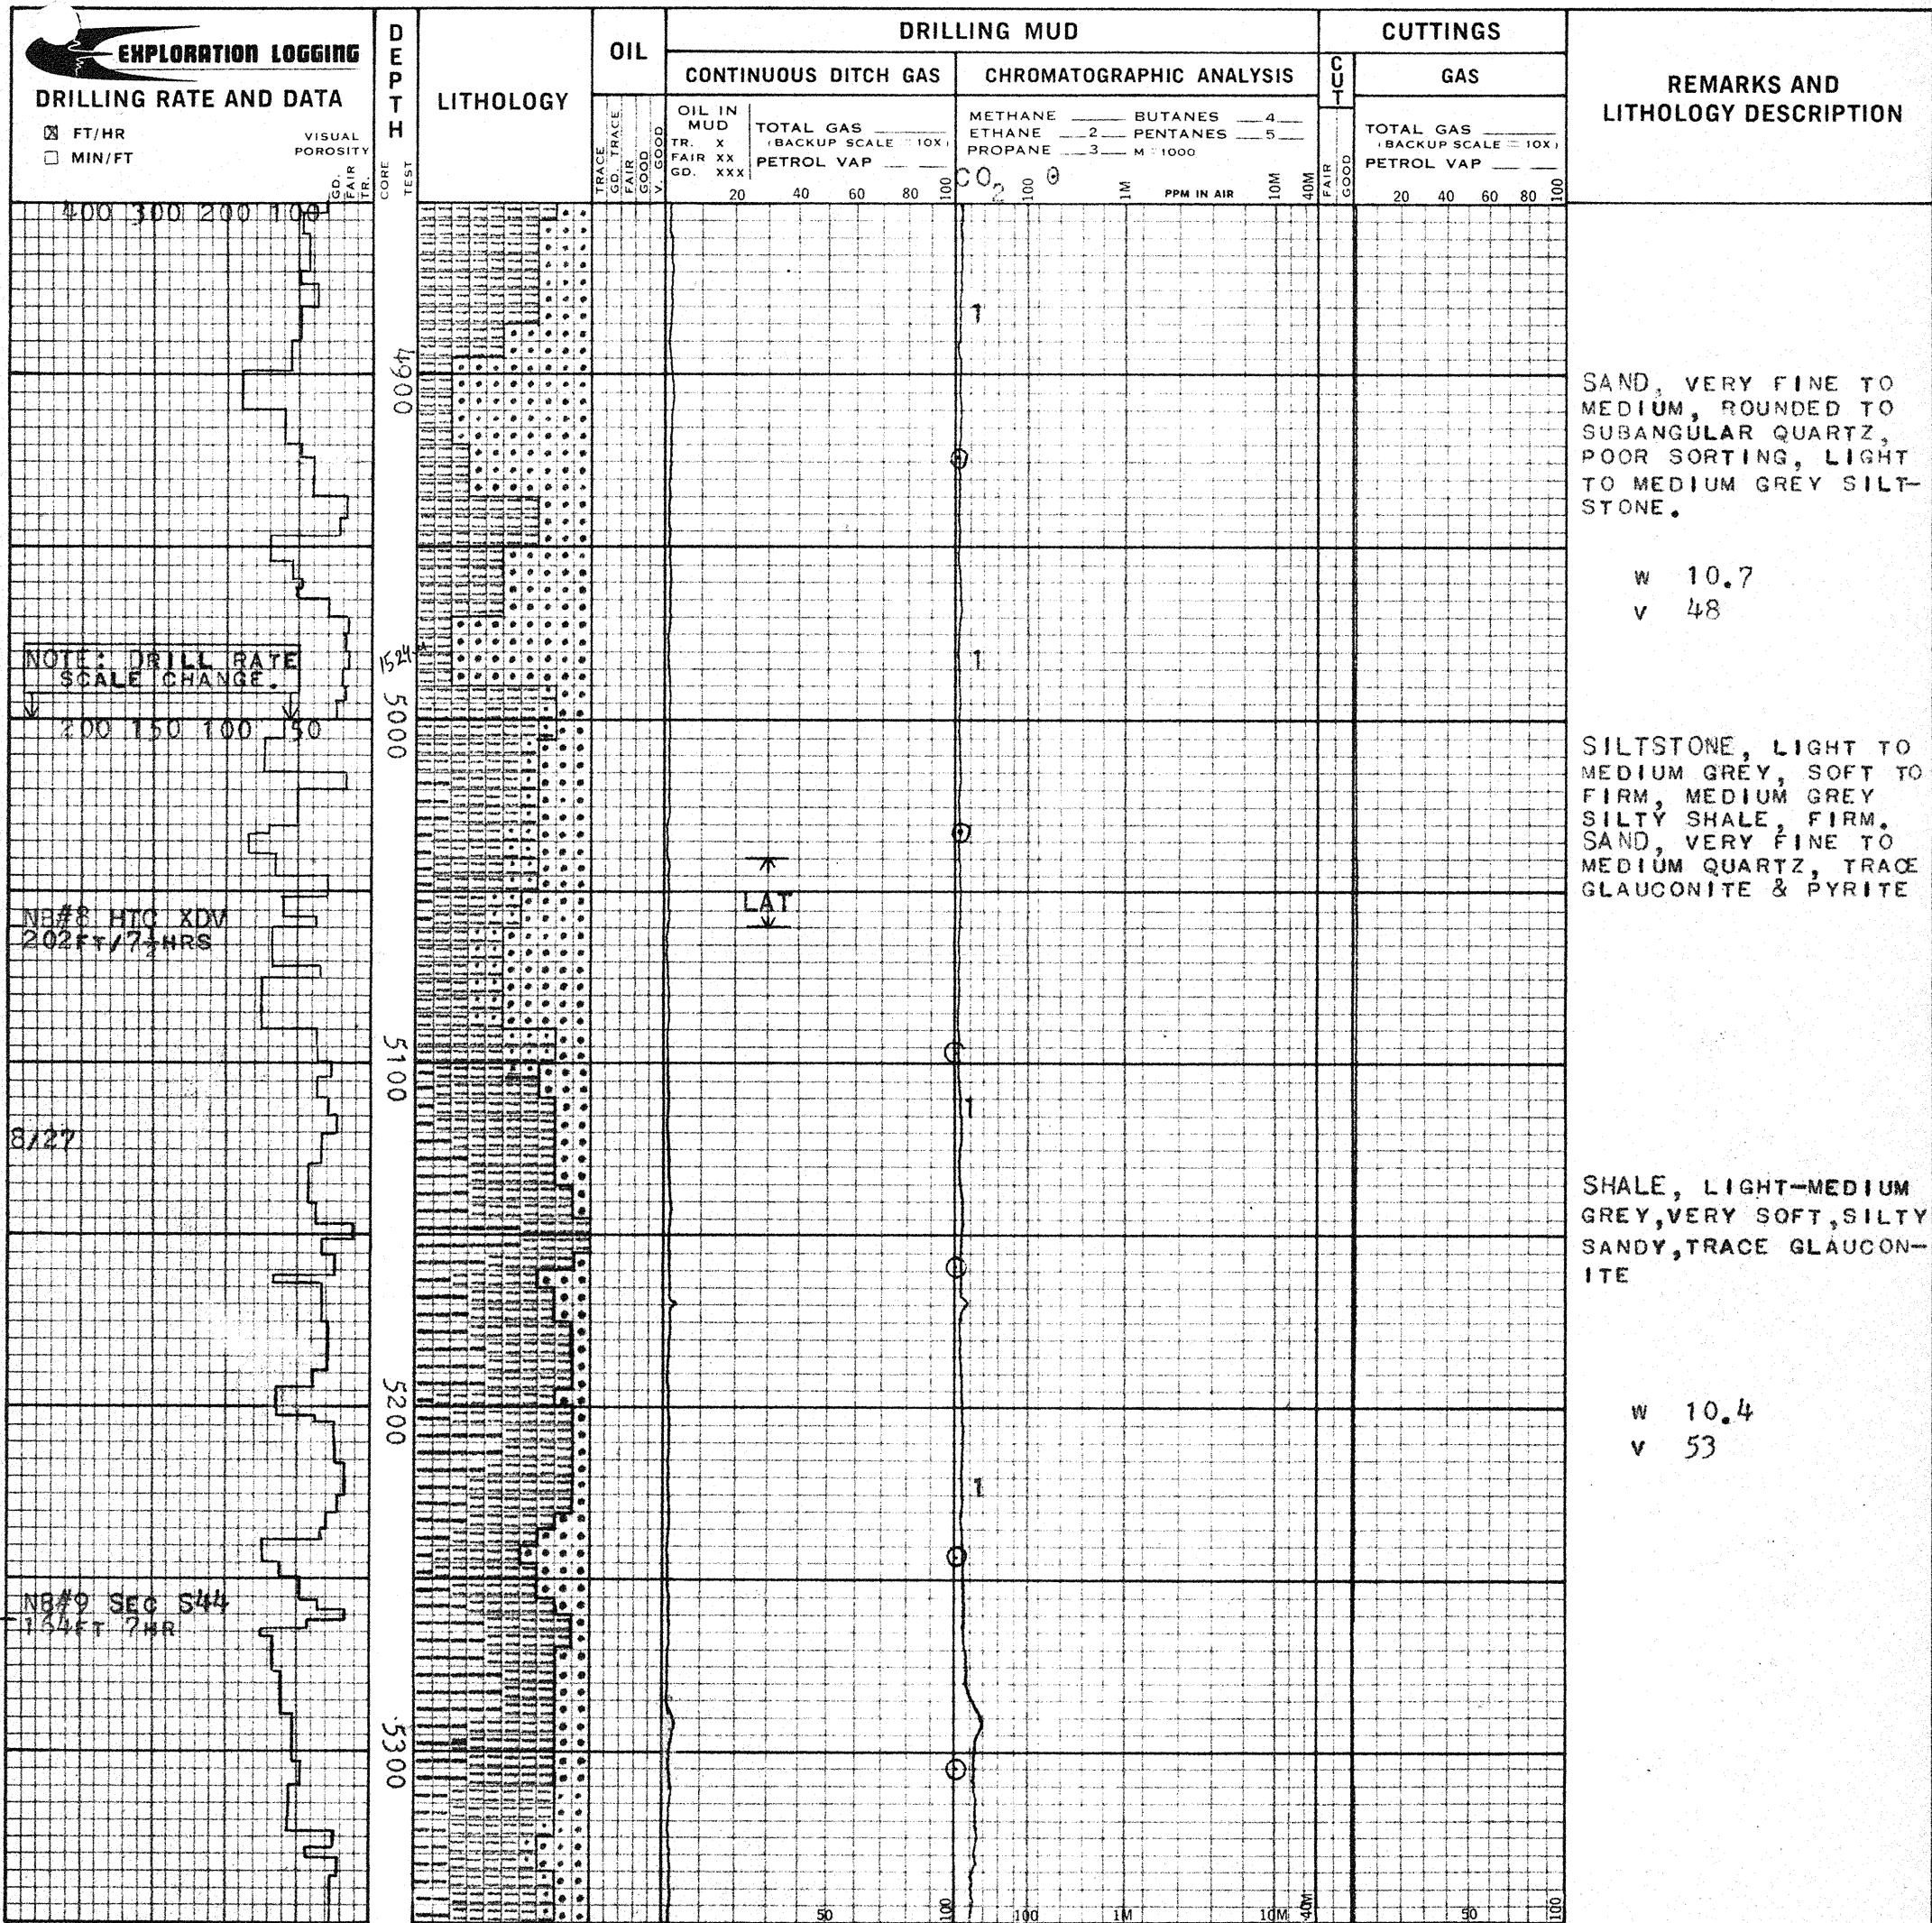 EXPLORATION LOGGING
DRILLING RATE AND DATA
☒ FT/HR
☐ MIN/FT
VISUAL
POROSITY
GD.
FAIR
TR.
DEPTH
CORE
TEST
LITHOLOGY
OIL
TRACE
GD. TRACE
FAIR
GOOD
V. GOOD
DRILLING MUD
CONTINUOUS DITCH GAS
OIL IN
MUD
TR. X
FAIR XX
GD. XXX
TOTAL GAS
(BACKUP SCALE = 10X)
PETROL VAP
20 40 60 80 100
CHROMATOGRAPHIC ANALYSIS
METHANE BUTANES 4
ETHANE 2 PENTANES 5
PROPANE 3 M = 1000
CO2 ⊙
100 1M PPM IN AIR 10M 40M
CUTTINGS
CUT
FAIR
GOOD
GAS
TOTAL GAS
(BACKUP SCALE = 10X)
PETROL VAP
20 40 60 80 100
REMARKS AND
LITHOLOGY DESCRIPTION
400 300 200 100
1
4900
SAND, VERY FINE TO
MEDIUM, ROUNDED TO
SUBANGULAR QUARTZ,
POOR SORTING, LIGHT
TO MEDIUM GREY SILT-
STONE.
W 10.7
V 48
NOTE: DRILL RATE
SCALE CHANGE.
1524M
1
200 150 100 50
5000
SILTSTONE, LIGHT TO
MEDIUM GREY, SOFT TO
FIRM, MEDIUM GREY
SILTY SHALE, FIRM.
SAND, VERY FINE TO
MEDIUM QUARTZ, TRACE
GLAUCONITE & PYRITE
LAT
NB#8 HTC XDV
202FT/7½HRS
5100
1
8/27
SHALE, LIGHT-MEDIUM
GREY,VERY SOFT,SILTY
SANDY,TRACE GLAUCON-
ITE
5200
W 10.4
V 53
1
NB#9 SEC S44
164FT 7HR
5300
50 100 100 1M 10M 40M 50 100